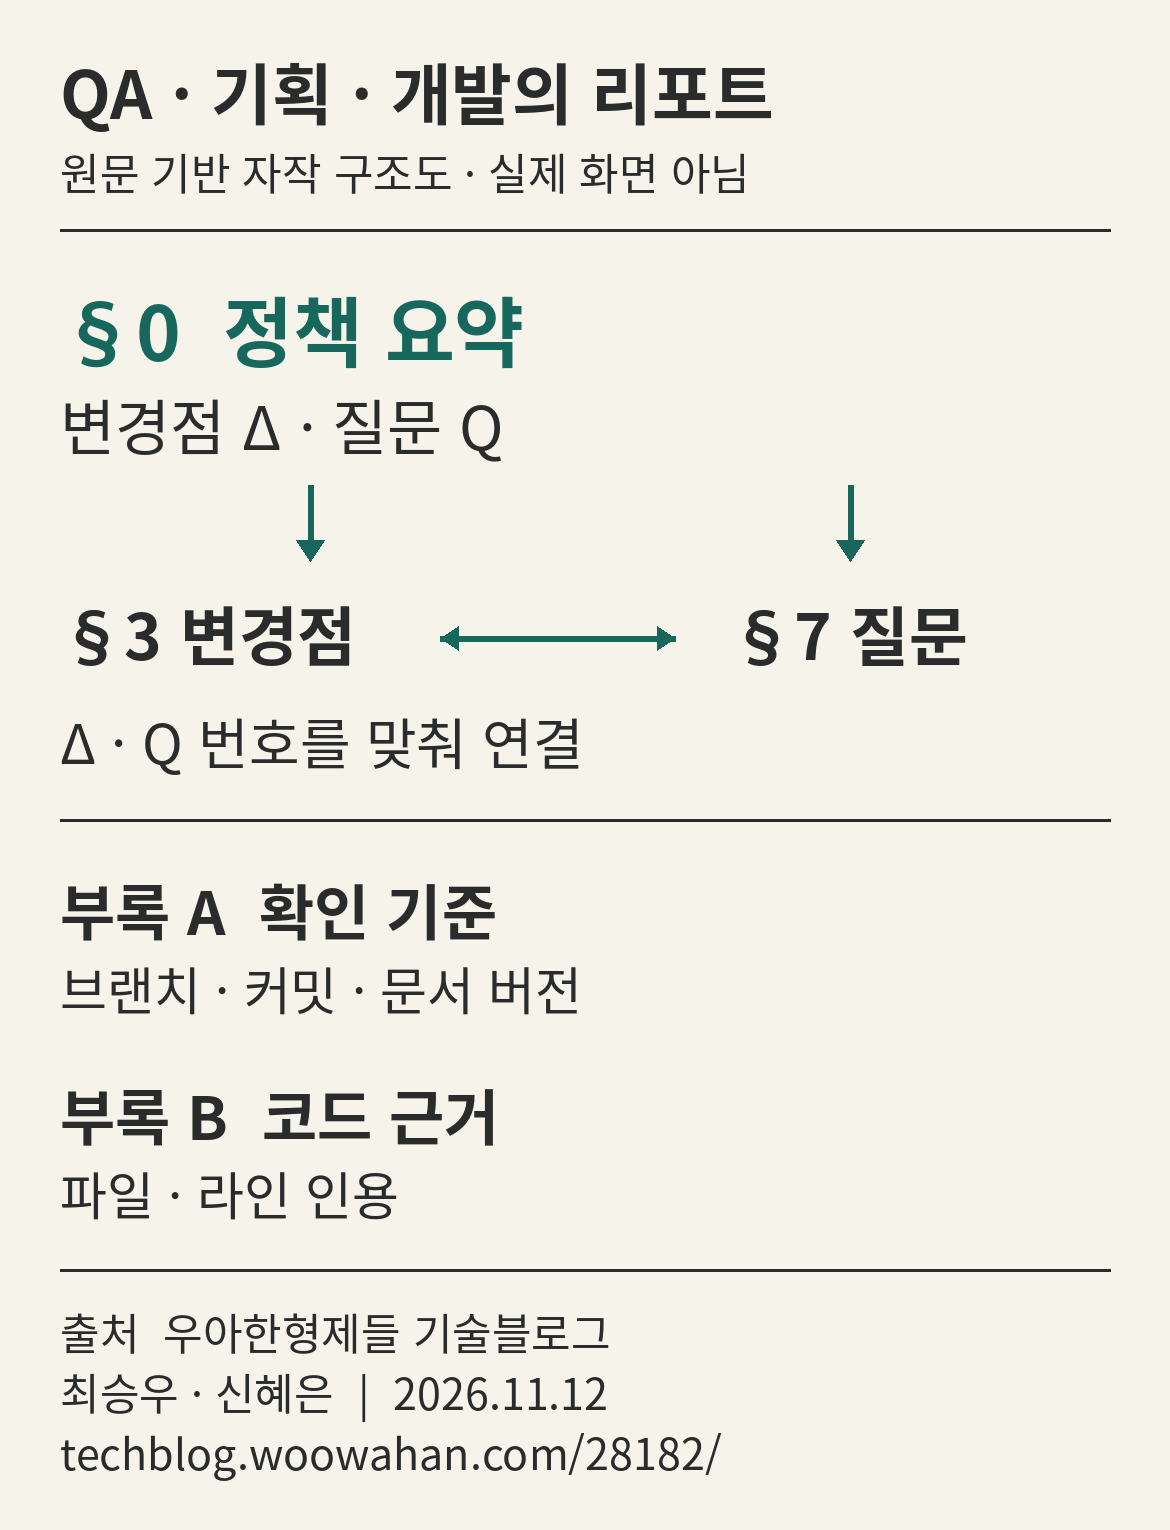 QA · 기획 · 개발의 리포트
원문 기반 자작 구조도 · 실제 화면 아님
§0 정책 요약
변경점 Δ · 질문 Q
§3 변경점
§7 질문
Δ · Q 번호를 맞춰 연결
부록 A 확인 기준
브랜치 · 커밋 · 문서 버전
부록 B 코드 근거
파일 · 라인 인용
출처 우아한형제들 기술블로그
최승우 · 신혜은 | 2026.11.12
techblog.woowahan.com/28182/